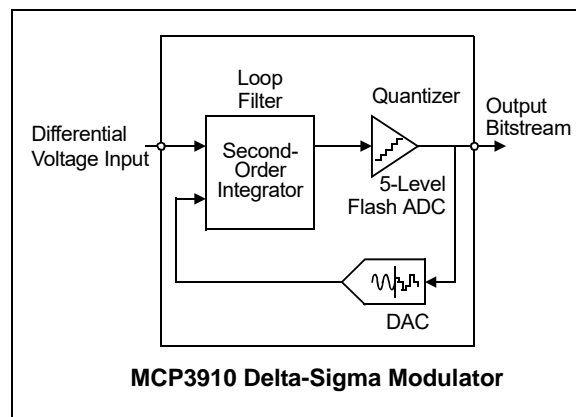 Loop
Filter
Quantizer
Output
Bitstream
Differential
Voltage Input
Second-
Order
Integrator
5-Level
Flash ADC
DAC
MCP3910 Delta-Sigma Modulator